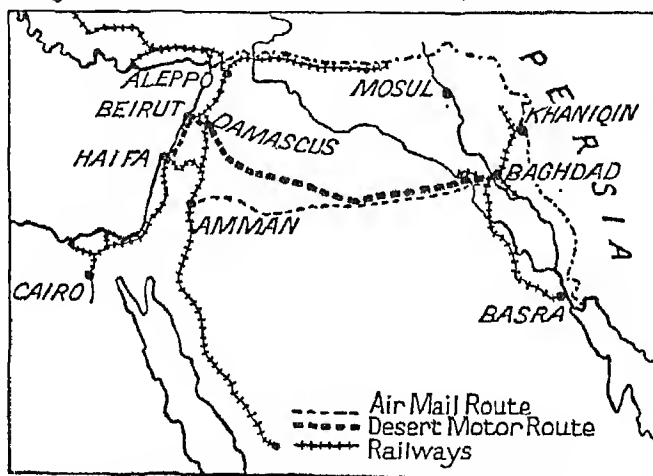 ALEPPO
MOSUL
PERSIA
BEIRUT
KHANIQIN
DAMASCUS
HAIFA
BAGHDAD
AMMAN
CAIRO
BASRA
Air Mail Route
Desert Motor Route
Railways